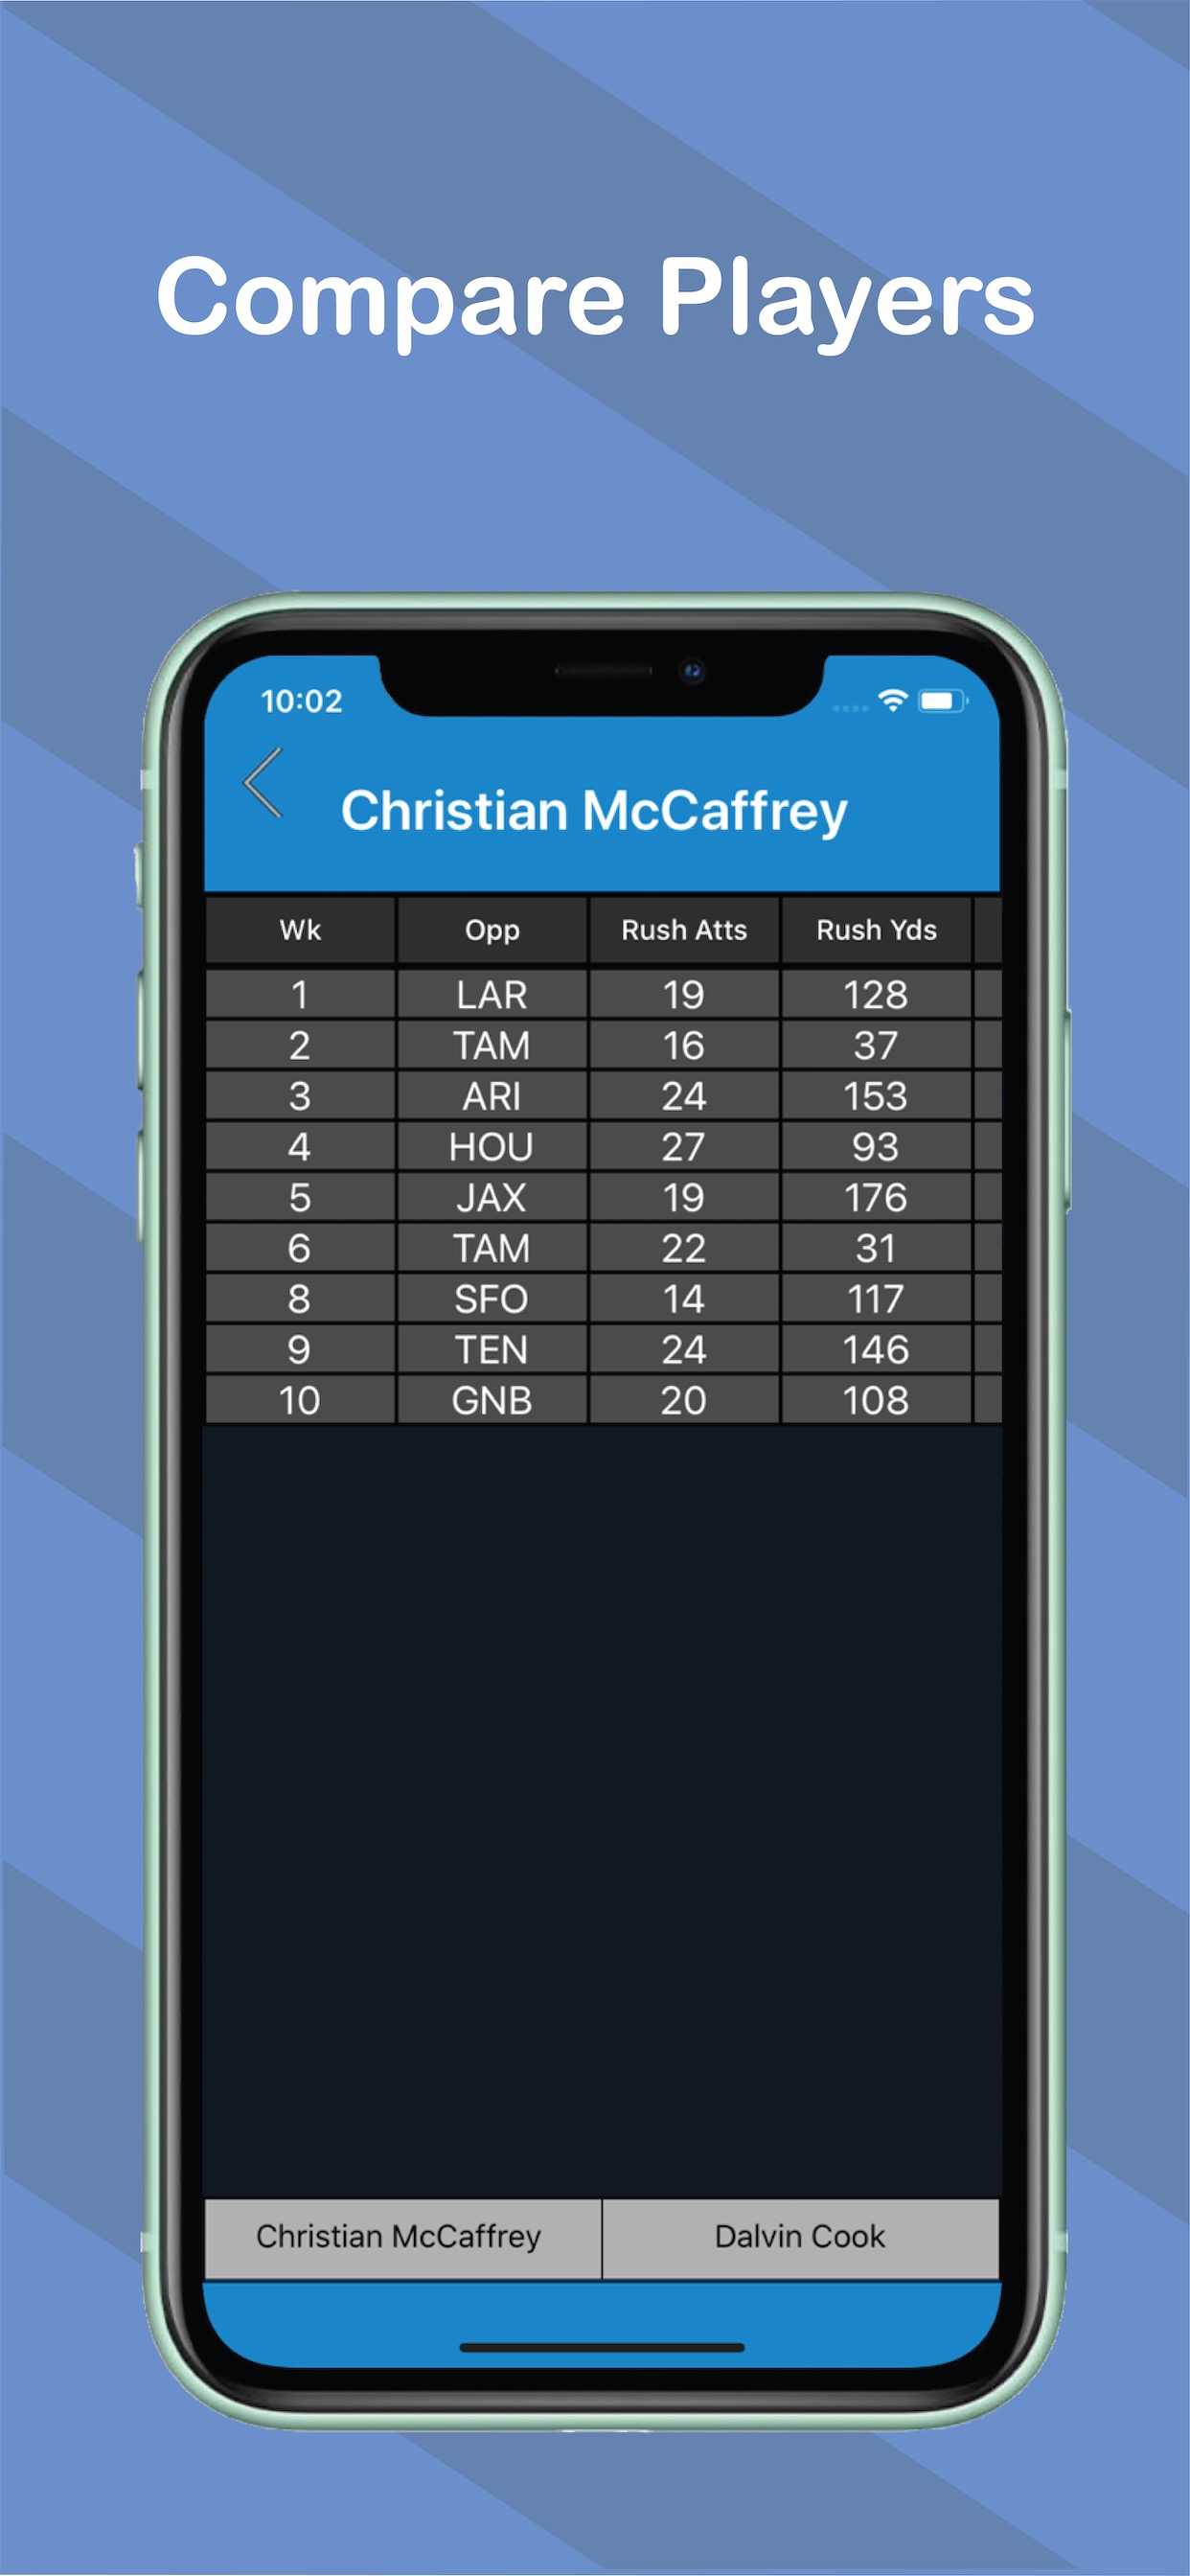 Compare Players
10:02
Christian McCaffrey
Wk Opp Rush Atts Rush Yds
1 LAR 19 128
2 TAM 16 37
3 ARI 24 153
4 HOU 27 93
5 JAX 19 176
6 TAM 22 31
8 SFO 14 117
9 TEN 24 146
10 GNB 20 108
Christian McCaffrey Dalvin Cook